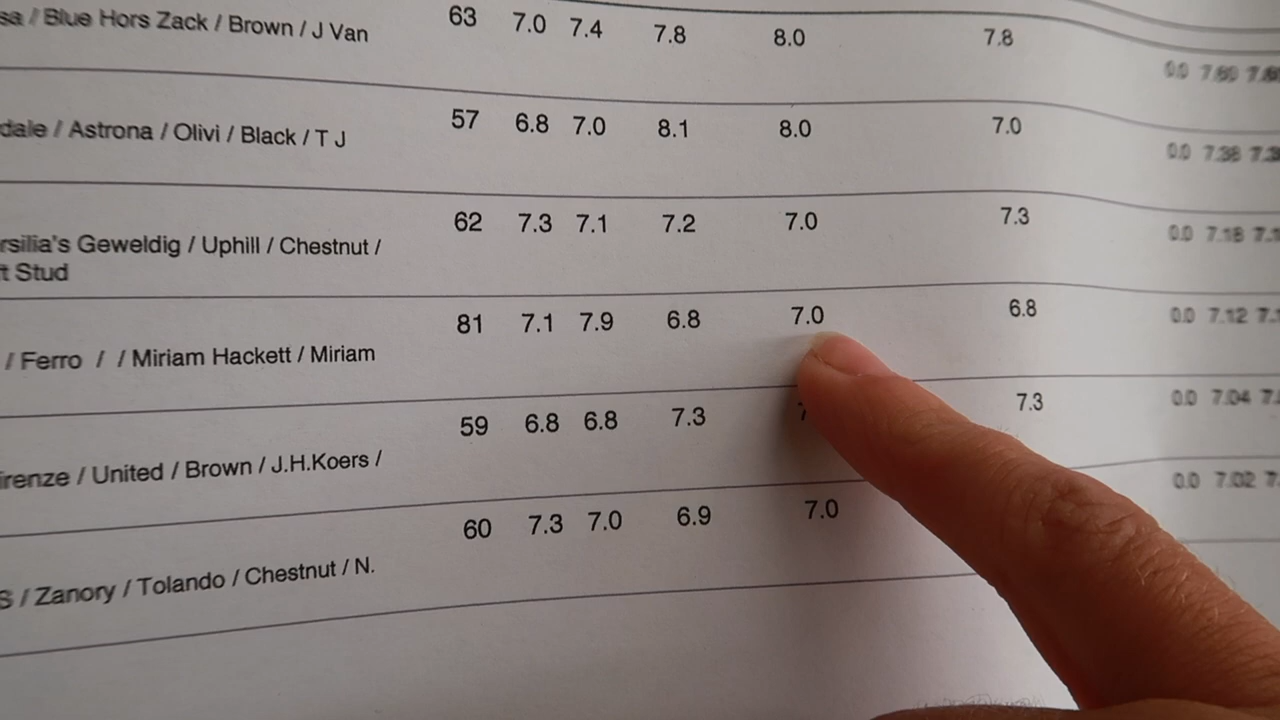 sa / Blue Hors Zack / Brown / J Van 63 7.0 7.4 7.8 8.0 7.8 0.0 7.60
dale / Astrona / Olivi / Black / T J 57 6.8 7.0 8.1 8.0 7.0 0.0 7.38
rsilia's Geweldig / Uphill / Chestnut / 62 7.3 7.1 7.2 7.0 7.3 0.0 7.18
t Stud
/ Ferro / / Miriam Hackett / Miriam 81 7.1 7.9 6.8 7.0 6.8 0.0 7.12
irenze / United / Brown / J.H.Koers / 59 6.8 6.8 7.3 7.3 0.0 7.04
S / Zanory / Tolando / Chestnut / N. 60 7.3 7.0 6.9 7.0 0.0 7.02